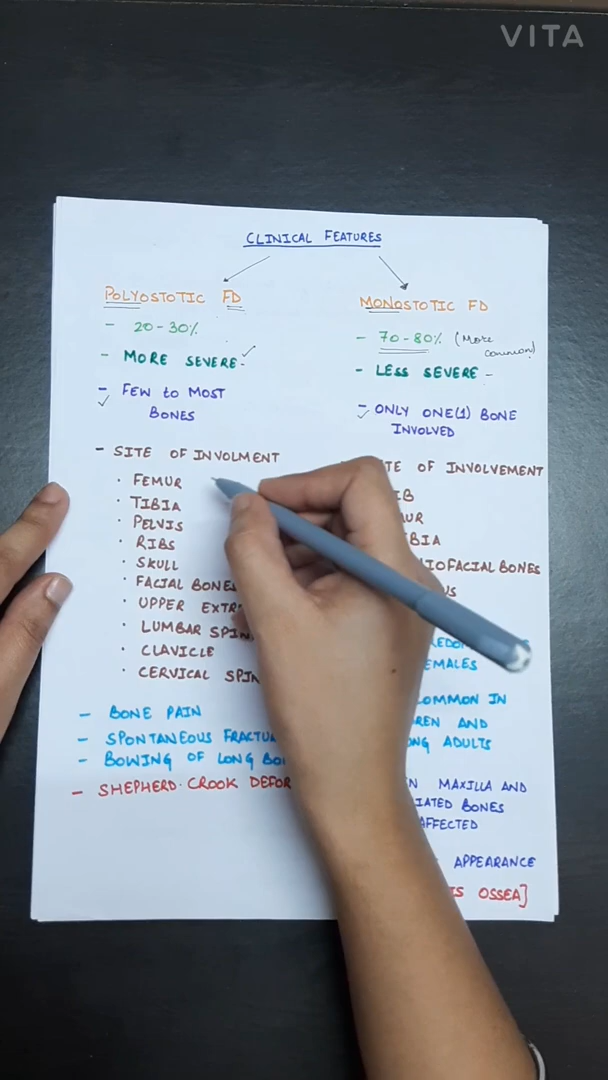 VITA
CLINICAL FEATURES
POLYOSTOTIC FD
- 20-30%
- MORE SEVERE
- FEW TO MOST
BONES
- SITE OF INVOLMENT
· FEMUR
· TIBIA
· PELVIS
· RIBS
· SKULL
· FACIAL BONES
· UPPER
· LUMBAR
· CLAVICLE
· CERVICAL
- BONE PAIN
- SPONTANEOUS
- BOWING OF LONG
- SHEPHERD-CROOK
MONOSTOTIC FD
- 70-80% (More
common)
- LESS SEVERE -
- ONLY ONE(1) BONE
INVOLVED
OF INVOLVEMENT
BONES
FEMALES
COMMON IN
AND
ADULTS
MAXILLA AND
BONES
AFFECTED
APPEARANCE
OSSEA]